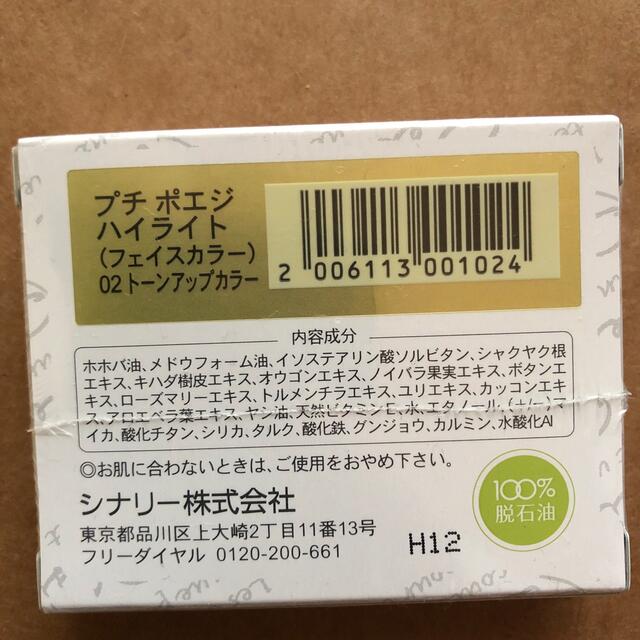 プチ ポエジ
ハイライト
(フェイスカラー)
02トーンアップカラー
2 006113 001024
内容成分
ホホバ油、メドウフォーム油、イソステアリン酸ソルビタン、シャクヤク根
エキス、キハダ樹皮エキス、オウゴンエキス、ノイバラ果実エキス、ボタンエ
キス、ローズマリーエキス、トルメンチラエキス、ユリエキス、カッコンエキ
ス、アロエベラ葉エキス、ヤシ油、天然ビタミンE、水、エタノール、(+/-)マ
イカ、酸化チタン、シリカ、タルク、酸化鉄、グンジョウ、カルミン、水酸化Al
◎お肌に合わないときは、ご使用をおやめ下さい。
シナリー株式会社
東京都品川区上大崎2丁目11番13号
フリーダイヤル 0120-200-661
H12
100%
脱石油